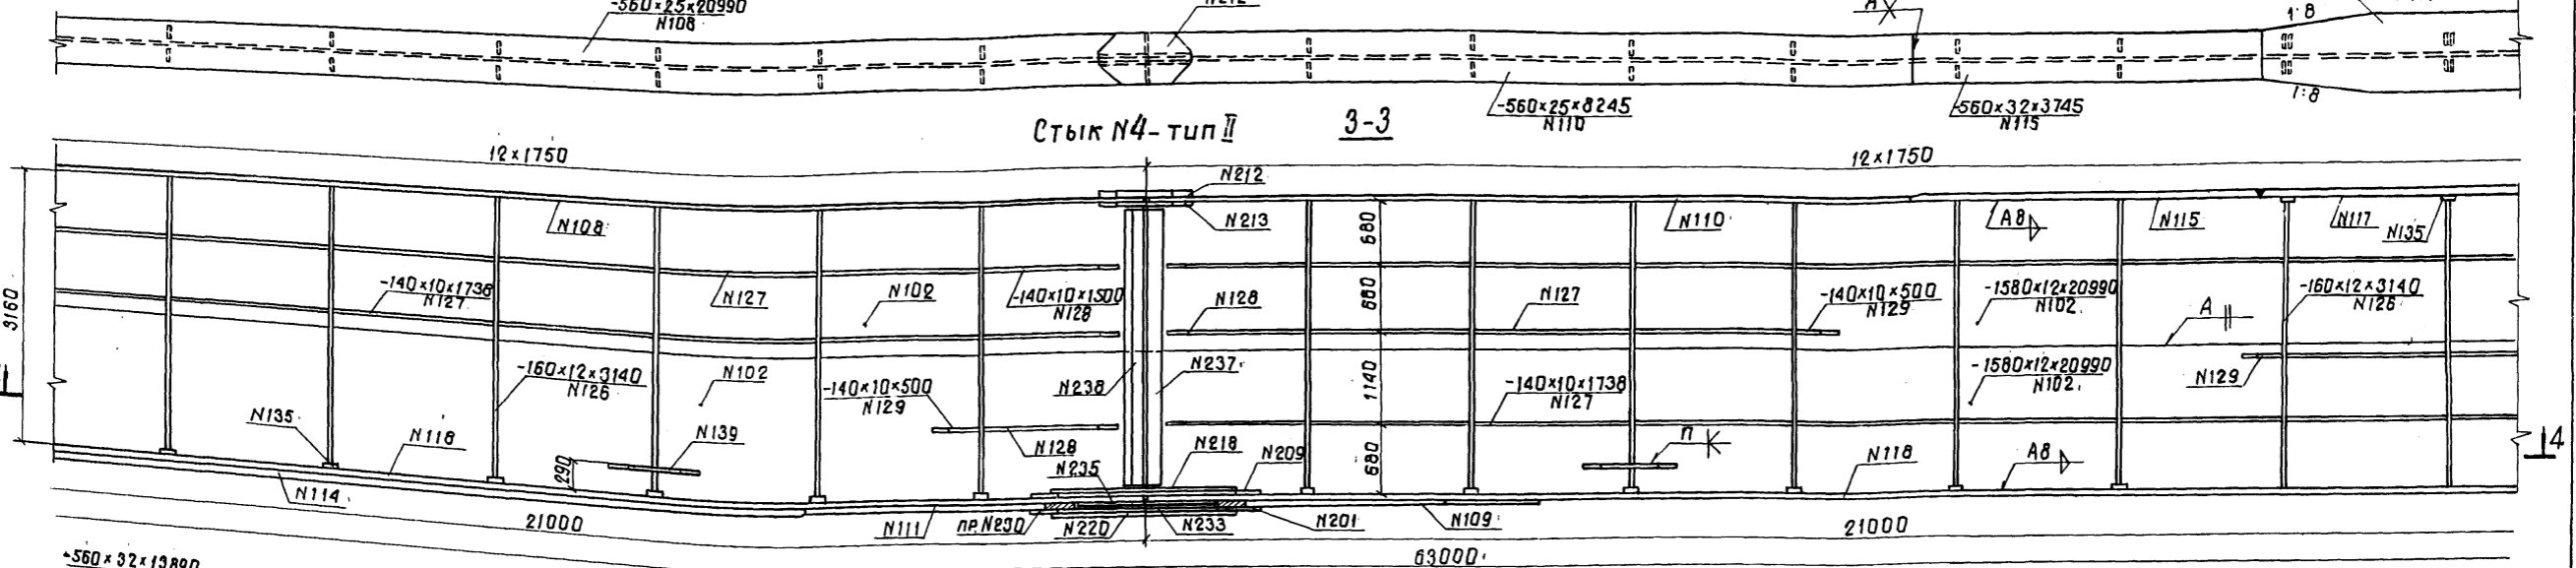 -560×25×20990
N108
N212
А
1:8
1:8
-560×25×8245
N110
-560×32×3745
N115
Стык N4-тип II
3-3
12×1750
12×1750
N212
N213
N108
N110
А8
N115
N117
N135
680
680
1140
680
3160
-140×10×1738
N127
N127
N102
-140×10×1500
N128
N128
N127
-140×10×500
N129
-1580×12×20990
N102
-160×12×3140
N126
А
-160×12×3140
N126
N102
-140×10×500
N129
N238
N237
-140×10×1738
N127
-1580×12×20990
N102
N129
N135
N118
N139
290
N128
N235
N218
N209
П
N118
А8
4
N114
21000
N111
пр.N230
N220
N233
N201
N109
21000
63000
-560×32×13890